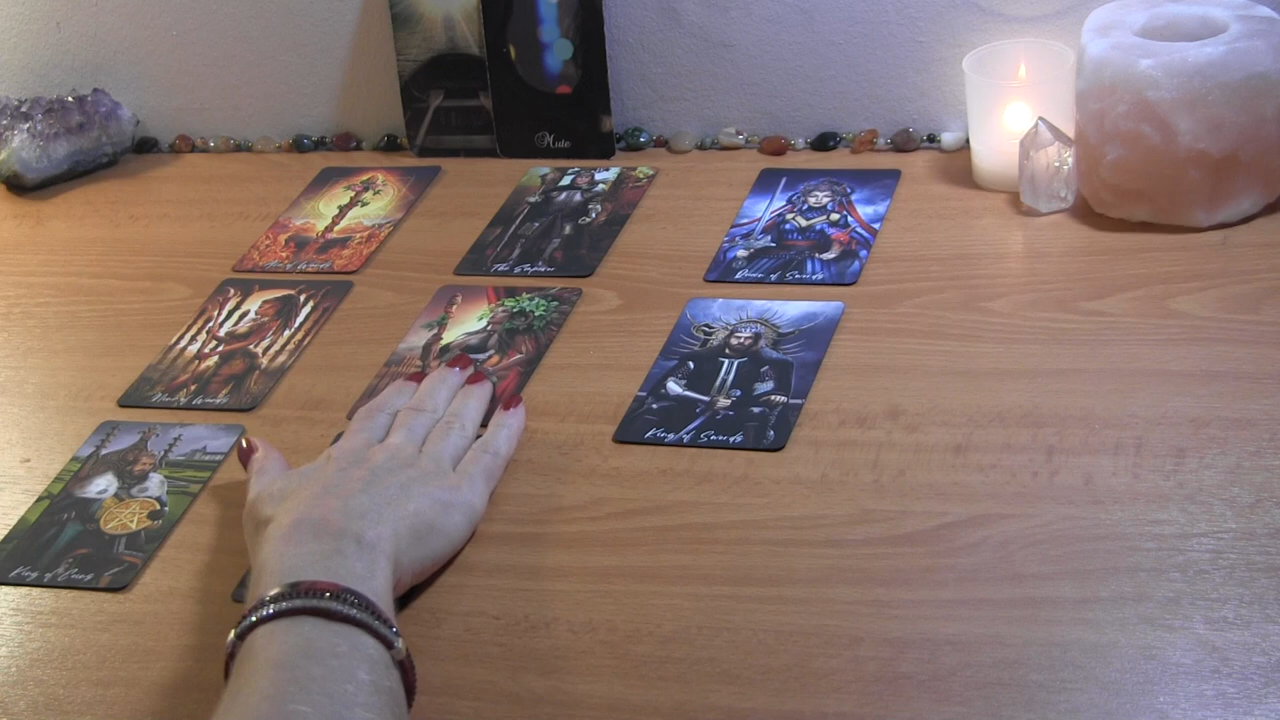 Mute
Ace of Wands
The Emperor
Queen of Swords
Nine of Wands
King of Swords
King of Coins